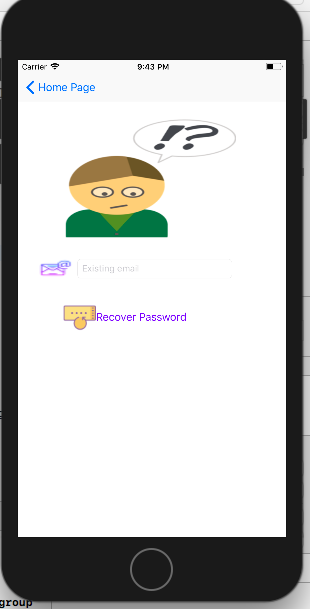 Carrier 9:43 PM
Home Page
!?
Existing email
Recover Password
group